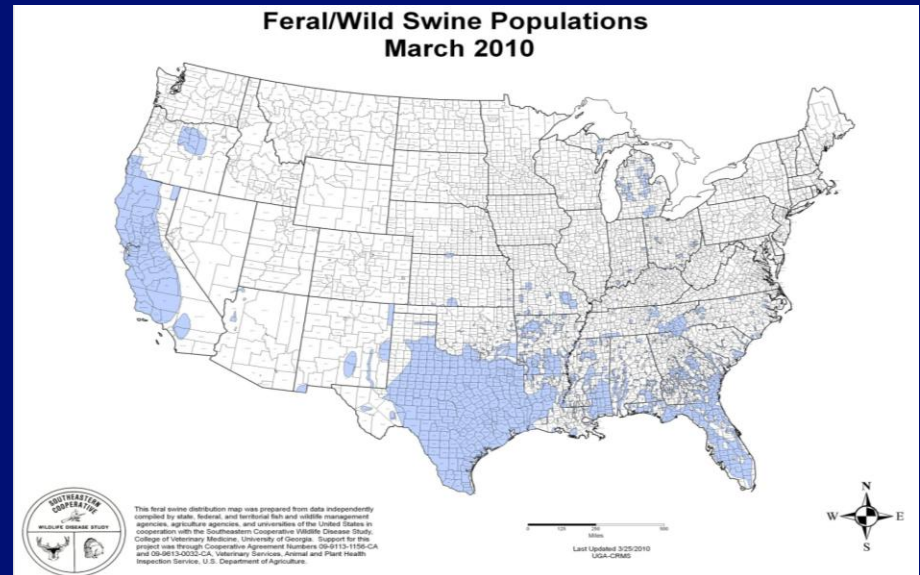 Feral/Wild Swine Populations
March 2010
SOUTHEASTERN
COOPERATIVE
WILDLIFE DISEASE STUDY
This feral swine distribution map was prepared from data independently
compiled by state, federal, and territorial fish and wildlife management
agencies, agriculture agencies, and universities of the United States in
cooperation with the Southeastern Cooperative Wildlife Disease Study,
College of Veterinary Medicine, University of Georgia. Support for this
project was through Cooperative Agreement Numbers 09-9113-1156-CA
and 09-9613-0032-CA, Veterinary Services, Animal and Plant Health
Inspection Service, U.S. Department of Agriculture.
Miles
Last Updated 3/25/2010
UGA-CRMS
N
W E
S